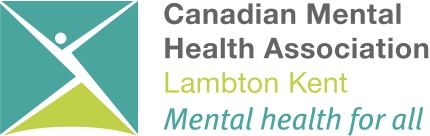 Canadian Mental
Health Association
Lambton Kent
Mental health for all